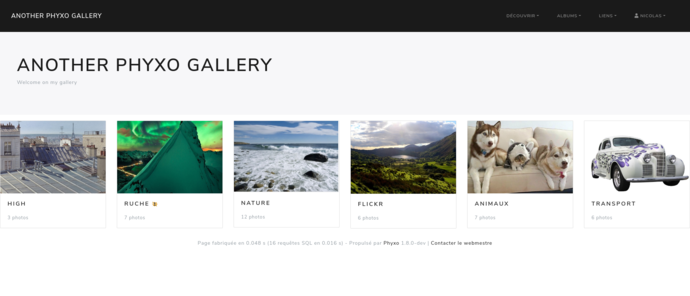 ANOTHER PHYXO GALLERY
DÉCOUVRIR
ALBUMS
LIENS
NICOLAS
ANOTHER PHYXO GALLERY
Welcome on my gallery
HIGH
3 photos
RUCHE
7 photos
NATURE
12 photos
FLICKR
6 photos
ANIMAUX
7 photos
TRANSPORT
6 photos
Page fabriquée en 0.048 s (16 requêtes SQL en 0.016 s) - Propulsé par Phyxo 1.8.0-dev | Contacter le webmestre